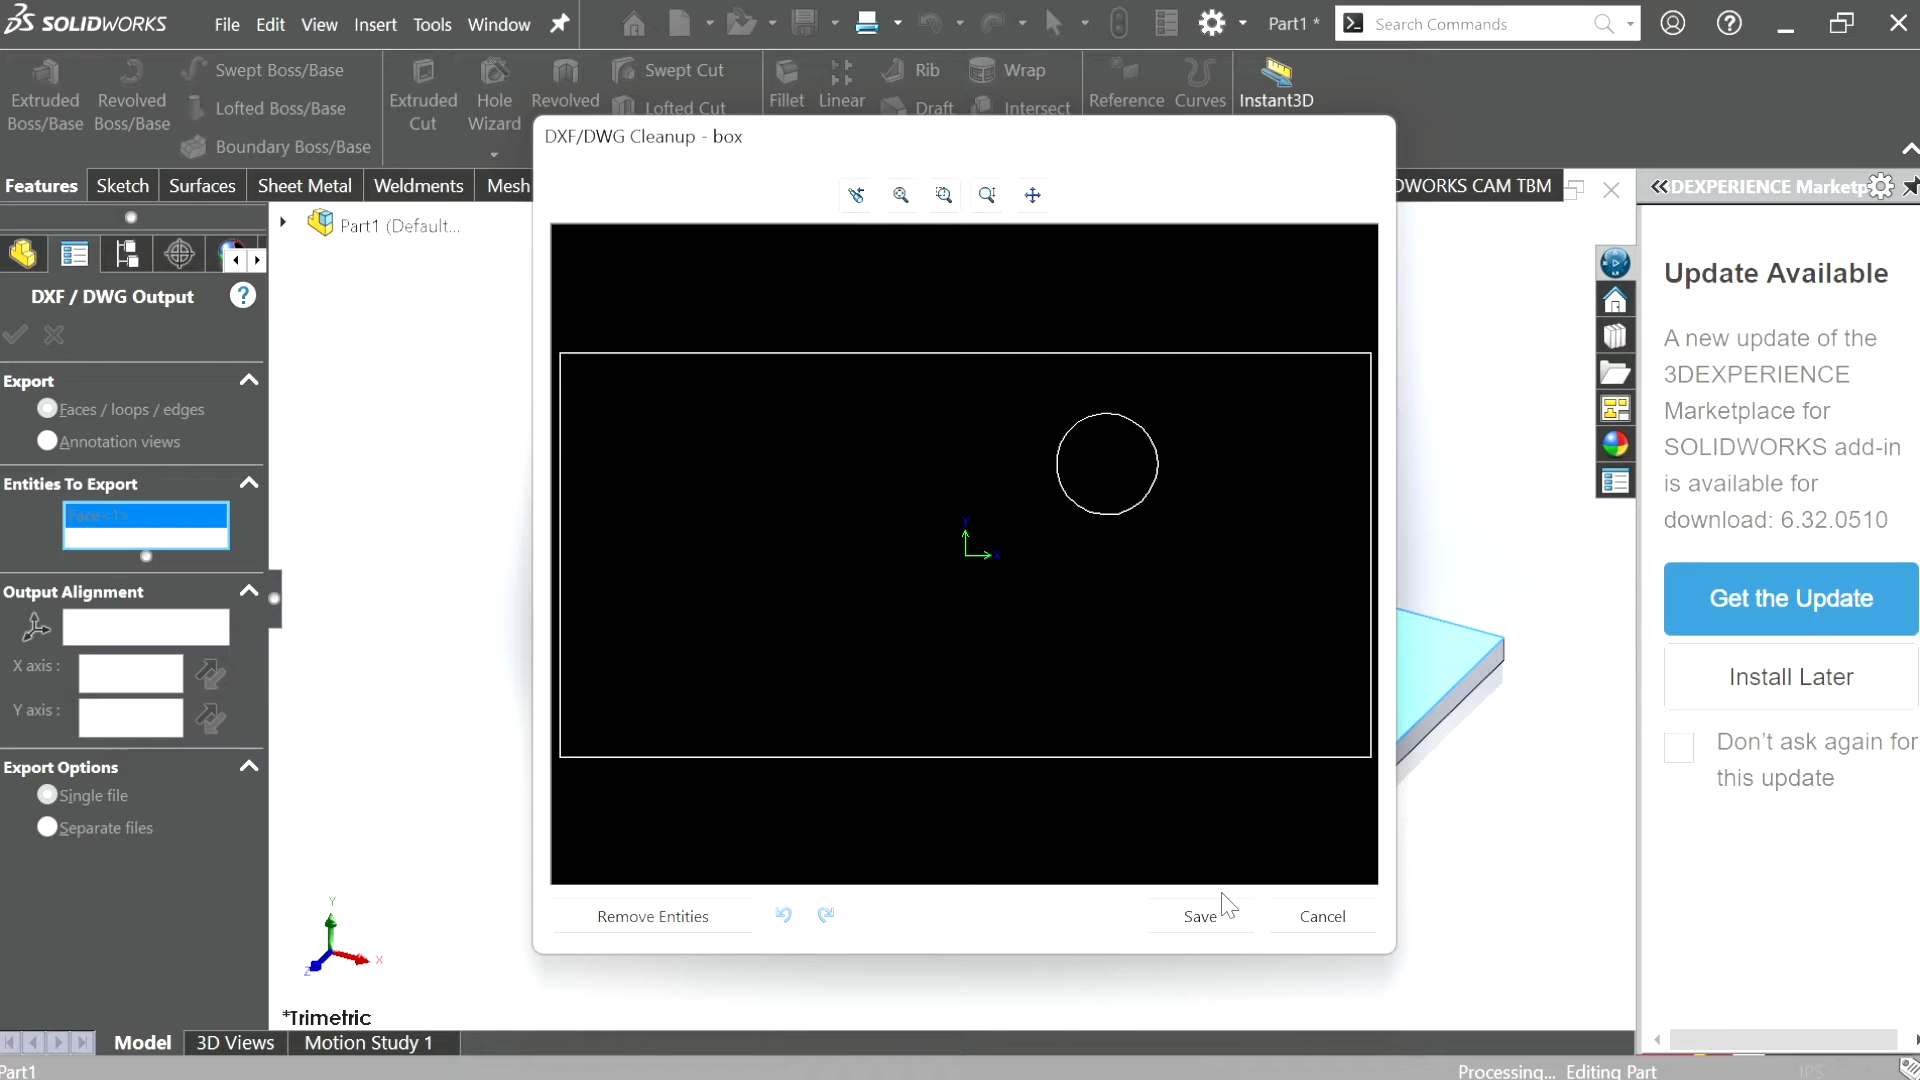 SOLIDWORKS File Edit View Insert Tools Window Part1 * Search Commands
Extruded Boss/Base
Revolved Boss/Base
Swept Boss/Base
Lofted Boss/Base
Boundary Boss/Base
Extruded Cut
Hole Wizard
Revolved
Swept Cut
Lofted Cut
Fillet
Linear
Rib
Draft
Wrap
Intersect
Reference
Curves
Instant3D
Features Sketch Surfaces Sheet Metal Weldments Mesh
DWORKS CAM TBM
DXF/DWG Cleanup - box
Part1 (Default...
DXF / DWG Output
?
Export
Faces / loops / edges
Annotation views
Entities To Export
Face<1>
Output Alignment
X axis :
Y axis :
Export Options
Single file
Separate files
Y
X
Remove Entities
Save
Cancel
Y
X
Z
*Trimetric
3DEXPERIENCE Marketp
Update Available
A new update of the
3DEXPERIENCE
Marketplace for
SOLIDWORKS add-in
is available for
download: 6.32.0510
Get the Update
Install Later
Don't ask again for
this update
Model 3D Views Motion Study 1
Part1
Processing... Editing Part IPS